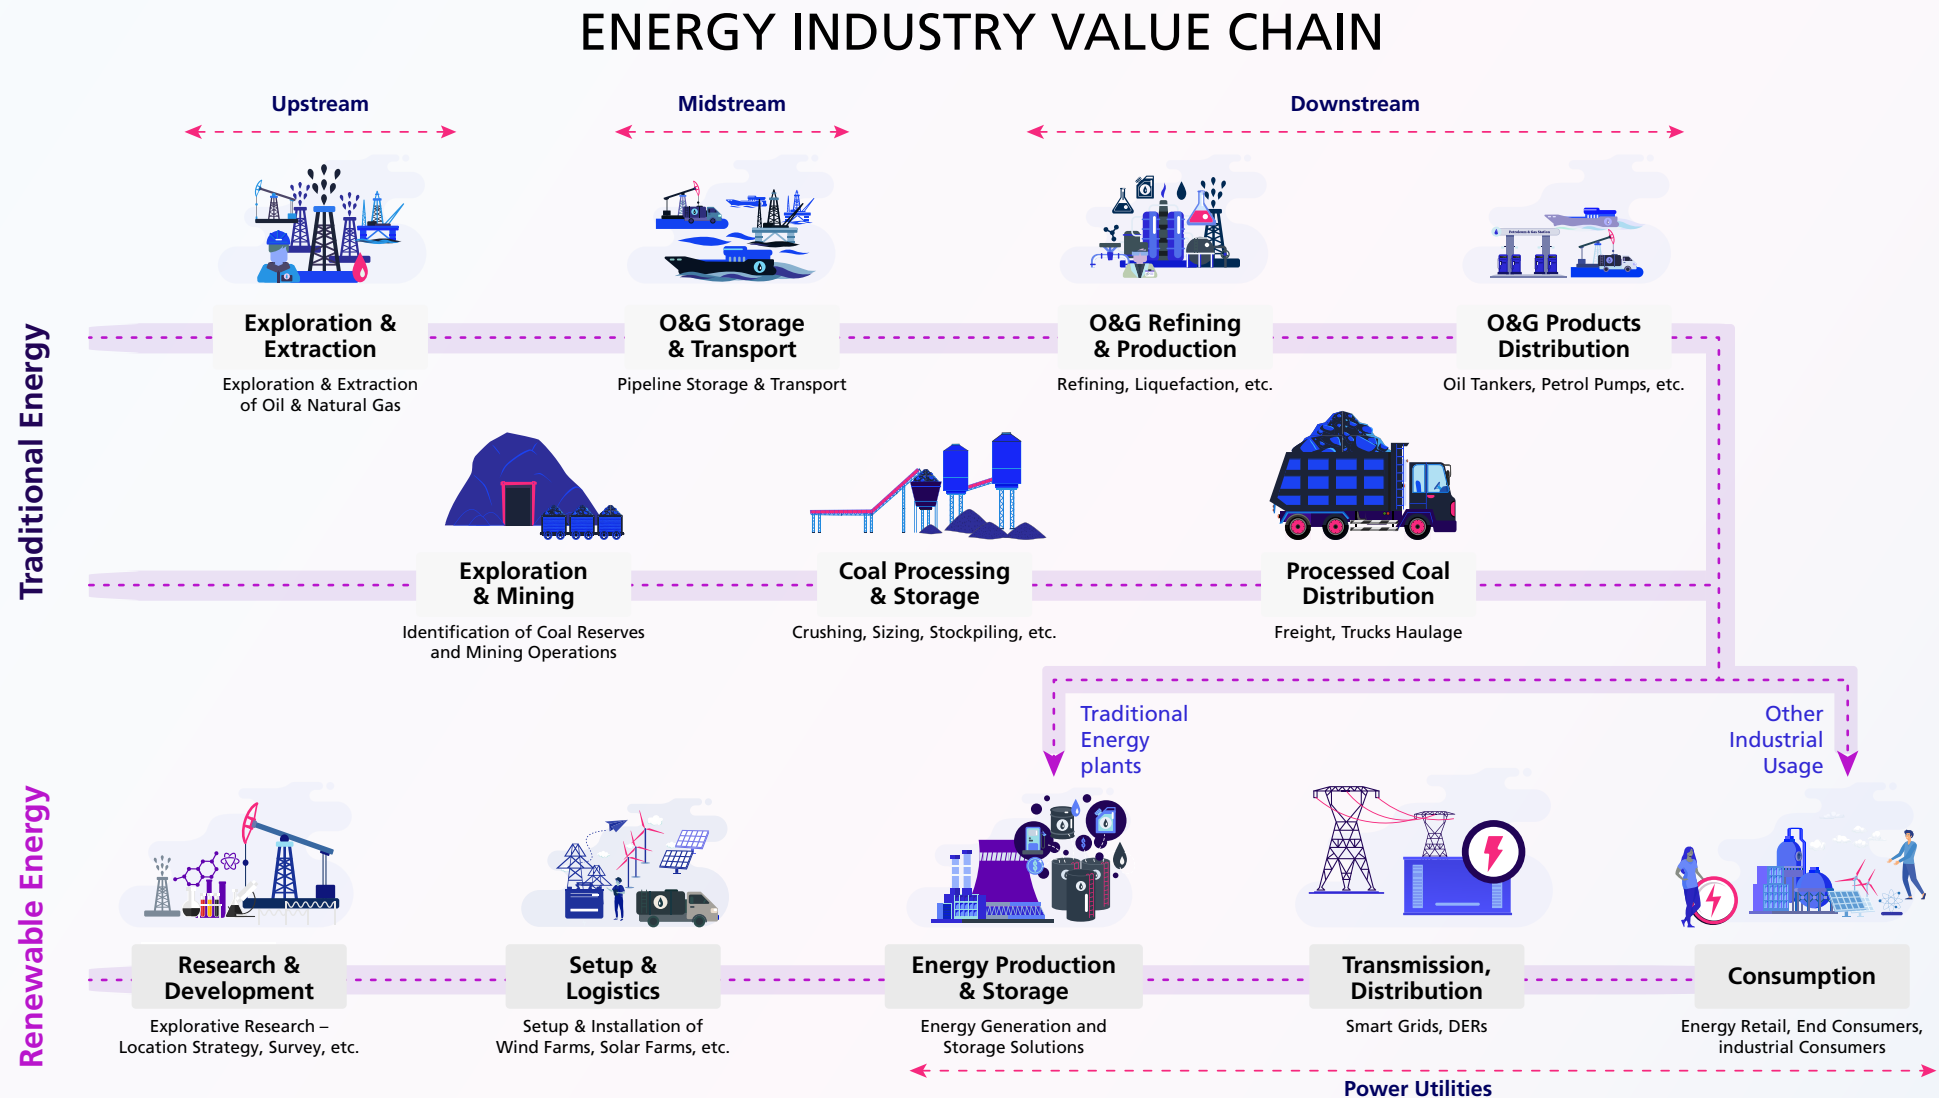 ENERGY INDUSTRY VALUE CHAIN
Upstream
Midstream
Downstream
Petroleum & Gas Station
Traditional Energy
Exploration &
Extraction
Exploration & Extraction
of Oil & Natural Gas
O&G Storage
& Transport
Pipeline Storage & Transport
O&G Refining
& Production
Refining, Liquefaction, etc.
O&G Products
Distribution
Oil Tankers, Petrol Pumps, etc.
Exploration
& Mining
Identification of Coal Reserves
and Mining Operations
Coal Processing
& Storage
Crushing, Sizing, Stockpiling, etc.
Processed Coal
Distribution
Freight, Trucks Haulage
Traditional
Energy
plants
Other
Industrial
Usage
Renewable Energy
Research &
Development
Explorative Research –
Location Strategy, Survey, etc.
Setup &
Logistics
Setup & Installation of
Wind Farms, Solar Farms, etc.
Energy Production
& Storage
Energy Generation and
Storage Solutions
Transmission,
Distribution
Smart Grids, DERs
Consumption
Energy Retail, End Consumers,
industrial Consumers
Power Utilities